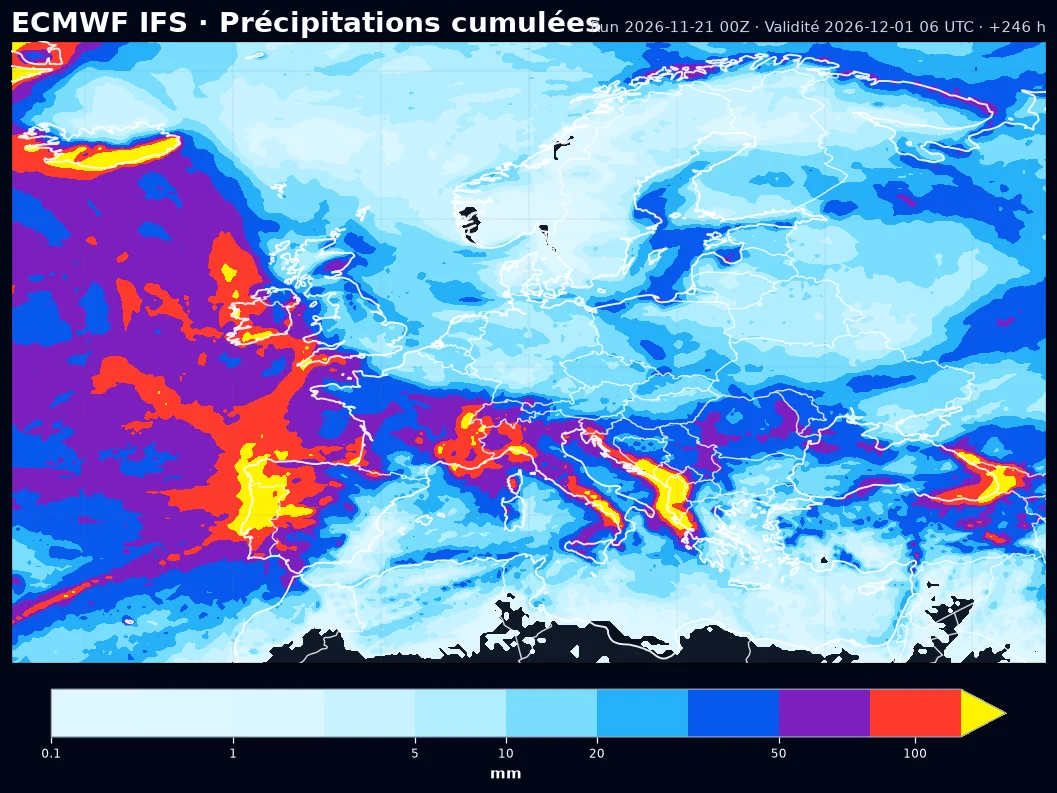 ECMWF IFS · Précipitations cumulées
Run 2026-11-21 00Z · Validité 2026-12-01 06 UTC · +246 h
0.1 1 5 10 20 50 100
mm